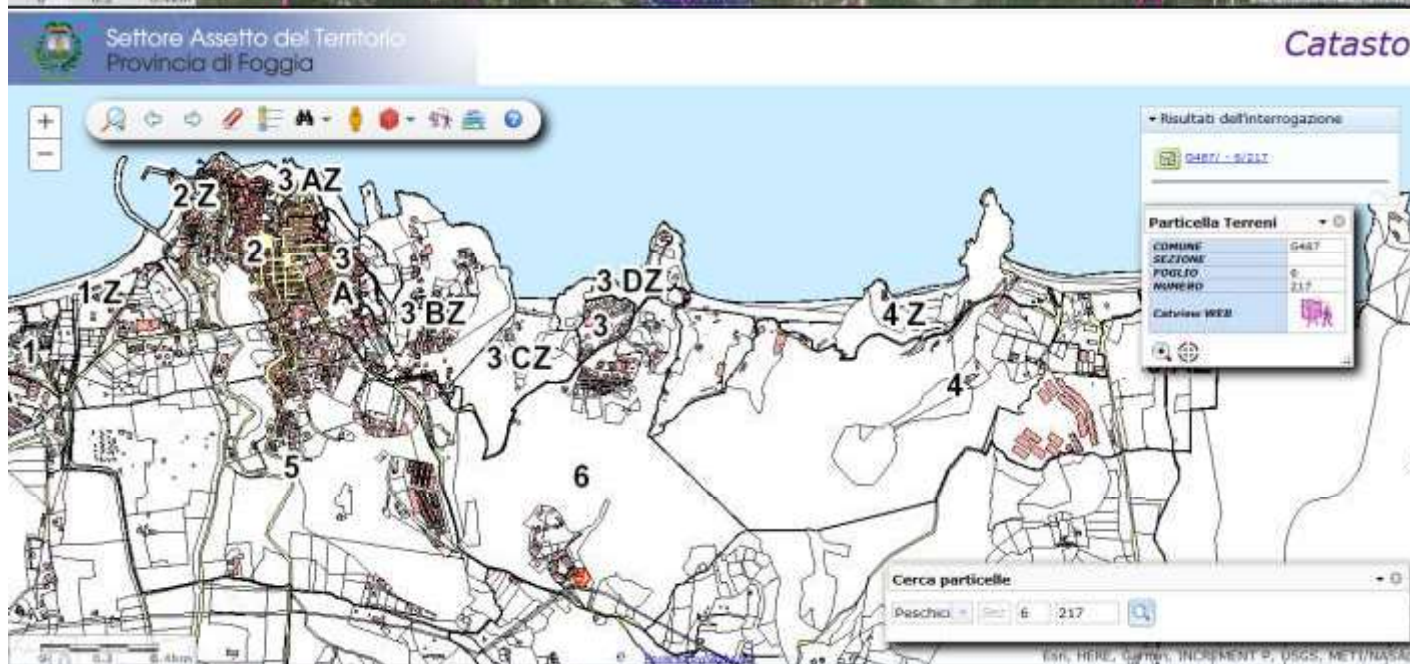 Settore Assetto del Territorio
Catasto
Provincia di Foggia
+
−
Risultati dell'interrogazione
G487/ - 6/217
2 Z
3 AZ
Particella Terreni
COMUNE G487
SEZIONE
FOGLIO 6
NUMERO 217
Catview WEB
2
3
A
1 Z
3 BZ
3 DZ
3
4 Z
1
3 CZ
4
5
6
Cerca particelle
Peschici Sez 6 217
Esri, HERE, Garmin, INCREMENT P, USGS, METI/NASA